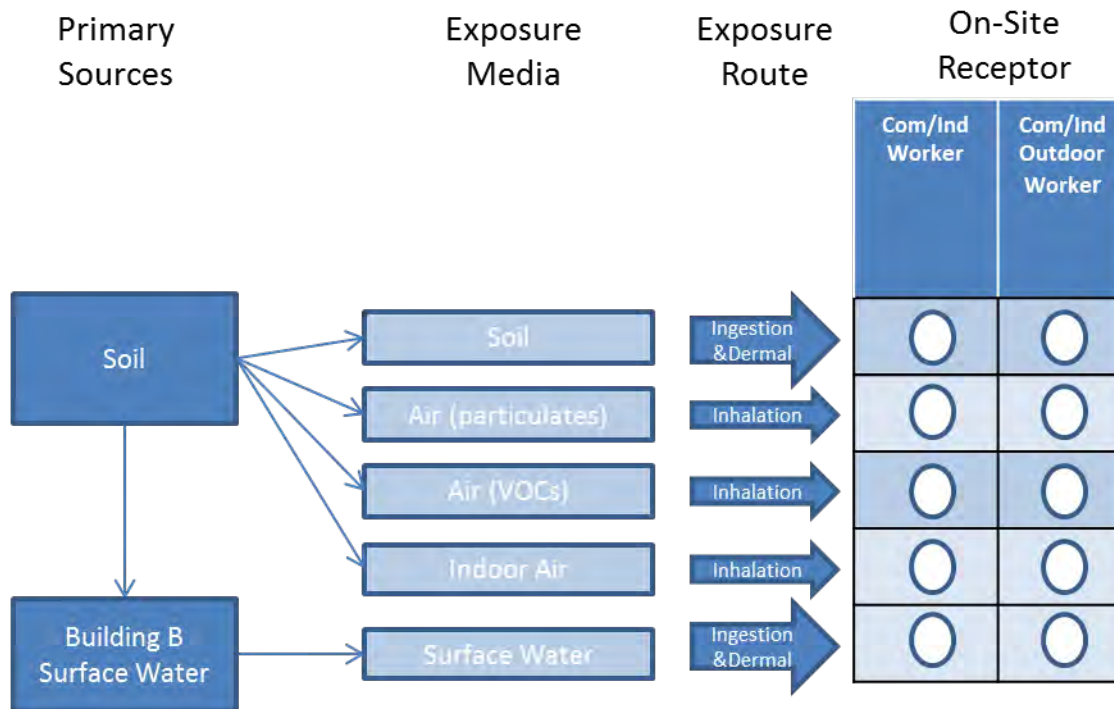 Primary
Sources
Exposure
Media
Exposure
Route
On-Site
Receptor
Com/Ind
Worker
Com/Ind
Outdoor
Worker
Soil
Soil
Ingestion
&Dermal
Air (particulates)
Inhalation
Air (VOCs)
Inhalation
Indoor Air
Inhalation
Building B
Surface Water
Surface Water
Ingestion
&Dermal